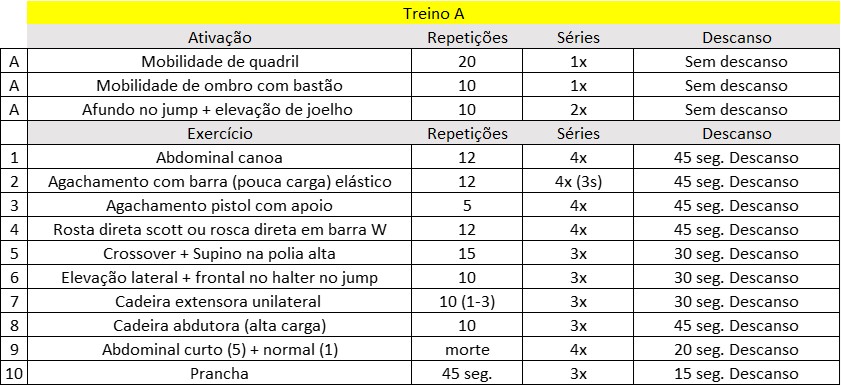 Treino A
Ativação Repetições Séries Descanso
A Mobilidade de quadril 20 1x Sem descanso
A Mobilidade de ombro com bastão 10 1x Sem descanso
A Afundo no jump + elevação de joelho 10 2x Sem descanso
Exercício Repetições Séries Descanso
1 Abdominal canoa 12 4x 45 seg. Descanso
2 Agachamento com barra (pouca carga) elástico 12 4x (3s) 45 seg. Descanso
3 Agachamento pistol com apoio 5 4x 45 seg. Descanso
4 Rosta direta scott ou rosca direta em barra W 12 4x 45 seg. Descanso
5 Crossover + Supino na polia alta 15 3x 30 seg. Descanso
6 Elevação lateral + frontal no halter no jump 10 3x 30 seg. Descanso
7 Cadeira extensora unilateral 10 (1-3) 3x 30 seg. Descanso
8 Cadeira abdutora (alta carga) 10 3x 45 seg. Descanso
9 Abdominal curto (5) + normal (1) morte 4x 20 seg. Descanso
10 Prancha 45 seg. 3x 15 seg. Descanso